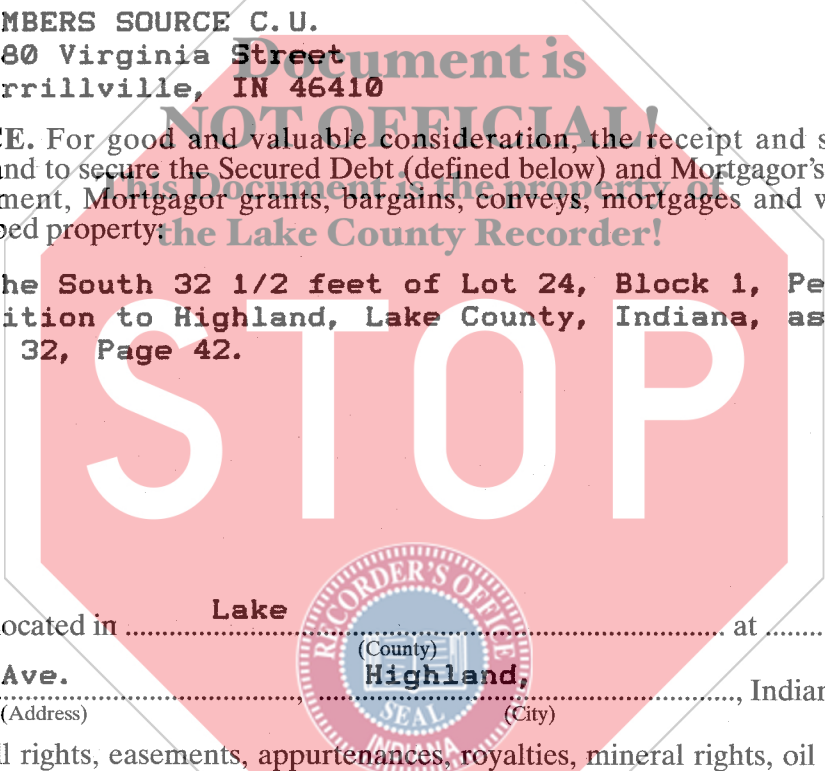 MBERS SOURCE C.U.
80 Virginia Street
rrillville, IN 46410
Document is
NOT OFFICIAL!
This Document is the property of
the Lake County Recorder!
CE. For good and valuable consideration, the receipt and s
and to secure the Secured Debt (defined below) and Mortgagor's
ment, Mortgagor grants, bargains, conveys, mortgages and w
bed property:
he South 32 1/2 feet of Lot 24, Block 1, Pe
ition to Highland, Lake County, Indiana, as
32, Page 42.
STOP
RECORDER'S OFFICE
SEAL
INDIANA
ocated in Lake at
(County)
Ave. , Highland, , Indian
(Address) (City)
ll rights, easements, appurtenances, royalties, mineral rights, oil